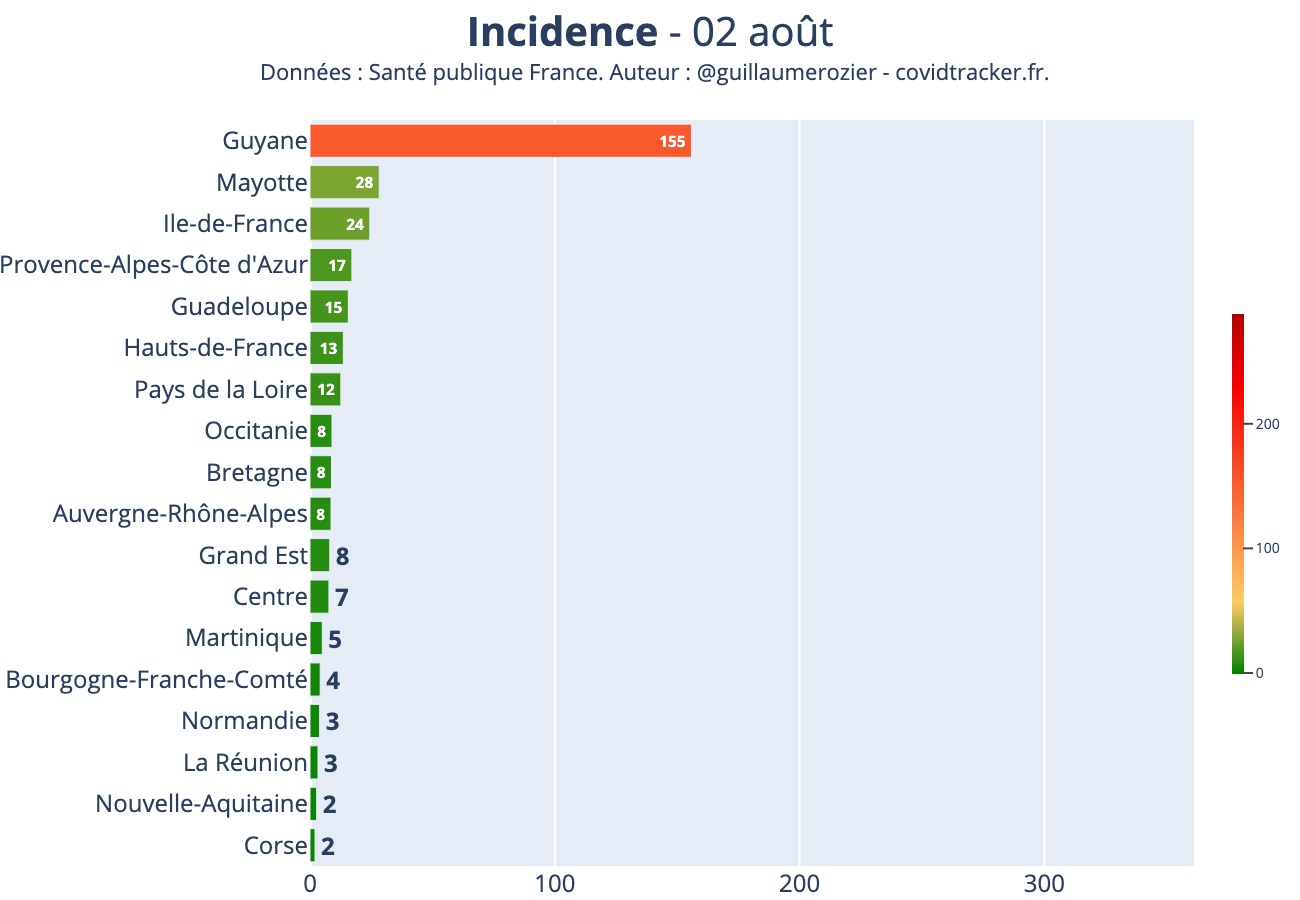 Incidence - 02 août
Données : Santé publique France. Auteur : @guillaumerozier - covidtracker.fr.
Guyane 155
Mayotte 28
Ile-de-France 24
Provence-Alpes-Côte d'Azur 17
Guadeloupe 15
Hauts-de-France 13
Pays de la Loire 12
Occitanie 8
Bretagne 8
Auvergne-Rhône-Alpes 8
Grand Est 8
Centre 7
Martinique 5
Bourgogne-Franche-Comté 4
Normandie 3
La Réunion 3
Nouvelle-Aquitaine 2
Corse 2
0 100 200 300
200
100
0